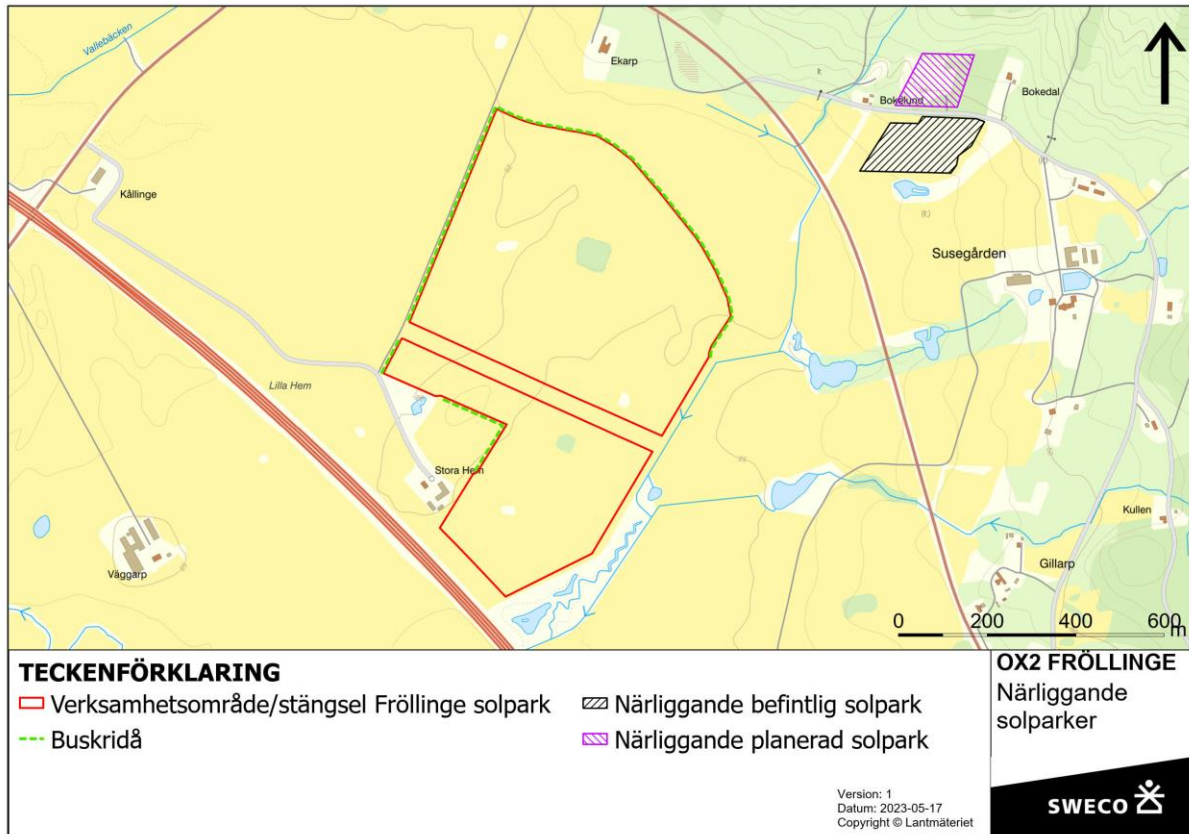 Vallebäcken
Ekarp
Bokelund
Bokedal
Kållinge
Susegården
Lilla Hem
Stora Hem
Väggarp
Kullen
Gillarp
0 200 400 600
m
TECKENFÖRKLARING
Verksamhetsområde/stängsel Fröllinge solpark
Buskridå
Närliggande befintlig solpark
Närliggande planerad solpark
Version: 1
Datum: 2023-05-17
Copyright © Lantmäteriet
OX2 FRÖLLINGE
Närliggande
solparker
SWECO